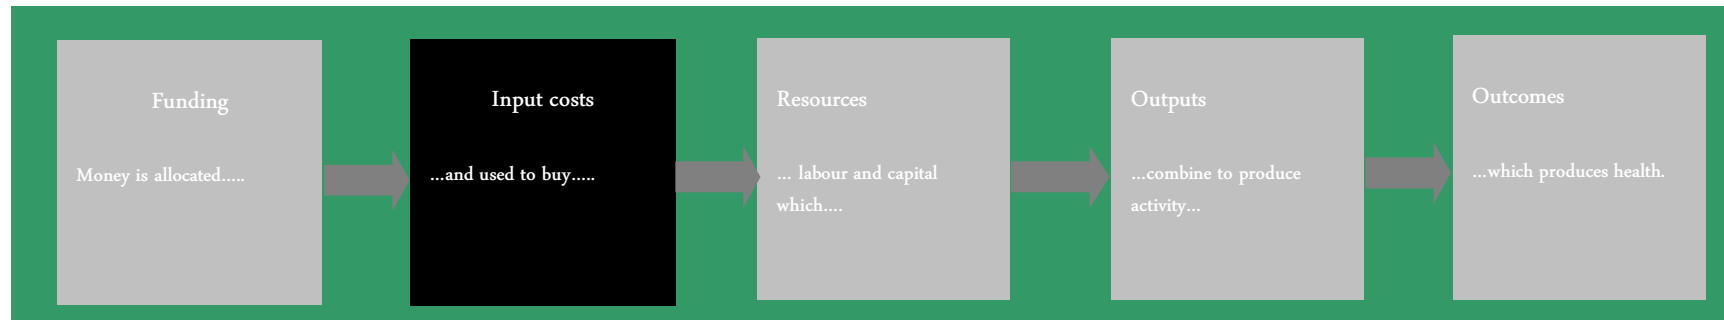 Funding
Money is allocated.....
Input costs
...and used to buy.....
Resources
... labour and capital
which....
Outputs
...combine to produce
activity...
Outcomes
...which produces health.